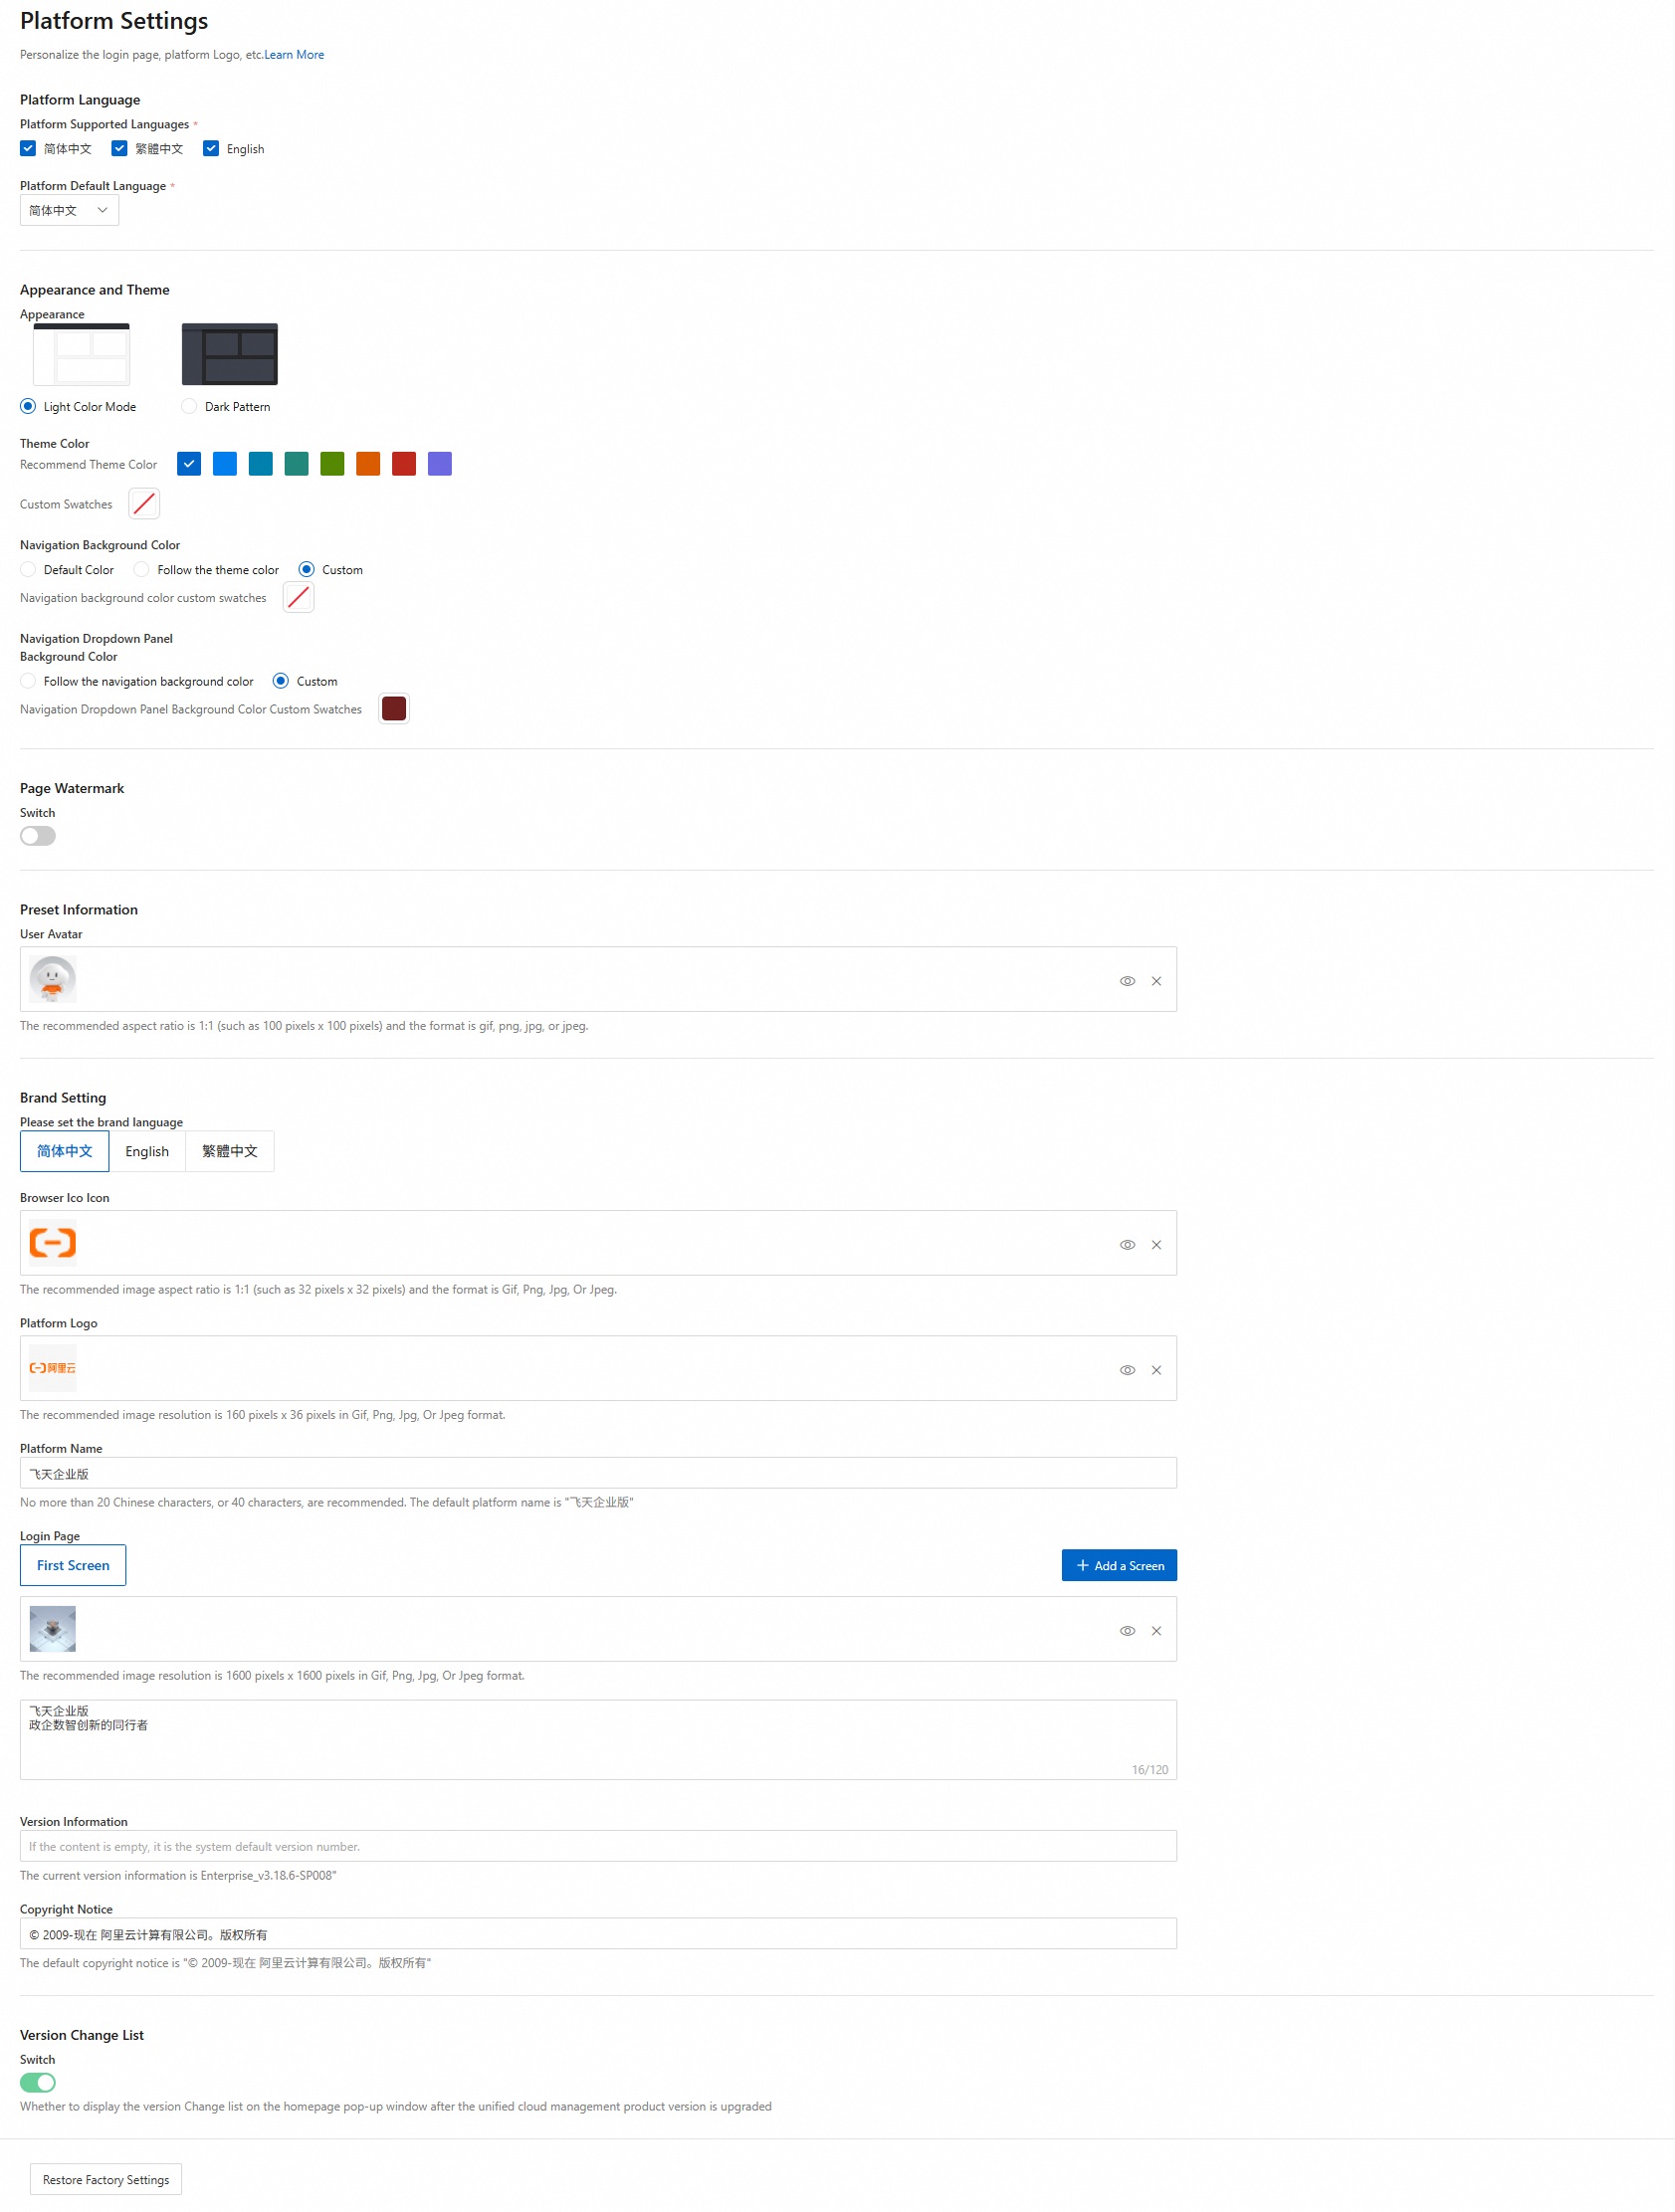 Platform Settings
Personalize the login page, platform Logo, etc.Learn More
Platform Language
Platform Supported Languages *
简体中文 繁體中文 English
Platform Default Language *
简体中文
Appearance and Theme
Appearance
Light Color Mode Dark Pattern
Theme Color
Recommend Theme Color
Custom Swatches
Navigation Background Color
Default Color Follow the theme color Custom
Navigation background color custom swatches
Navigation Dropdown Panel
Background Color
Follow the navigation background color Custom
Navigation Dropdown Panel Background Color Custom Swatches
Page Watermark
Switch
Preset Information
User Avatar
The recommended aspect ratio is 1:1 (such as 100 pixels x 100 pixels) and the format is gif, png, jpg, or jpeg.
Brand Setting
Please set the brand language
简体中文 English 繁體中文
Browser Ico Icon
The recommended image aspect ratio is 1:1 (such as 32 pixels x 32 pixels) and the format is Gif, Png, Jpg, Or Jpeg.
Platform Logo
阿里云
The recommended image resolution is 160 pixels x 36 pixels in Gif, Png, Jpg, Or Jpeg format.
Platform Name
飞天企业版
No more than 20 Chinese characters, or 40 characters, are recommended. The default platform name is "飞天企业版"
Login Page
First Screen
+ Add a Screen
The recommended image resolution is 1600 pixels x 1600 pixels in Gif, Png, Jpg, Or Jpeg format.
飞天企业版
政企数智创新的同行者
16/120
Version Information
If the content is empty, it is the system default version number.
The current version information is Enterprise_v3.18.6-SP008"
Copyright Notice
© 2009-现在 阿里云计算有限公司。版权所有
The default copyright notice is "© 2009-现在 阿里云计算有限公司。版权所有"
Version Change List
Switch
Whether to display the version Change list on the homepage pop-up window after the unified cloud management product version is upgraded
Restore Factory Settings